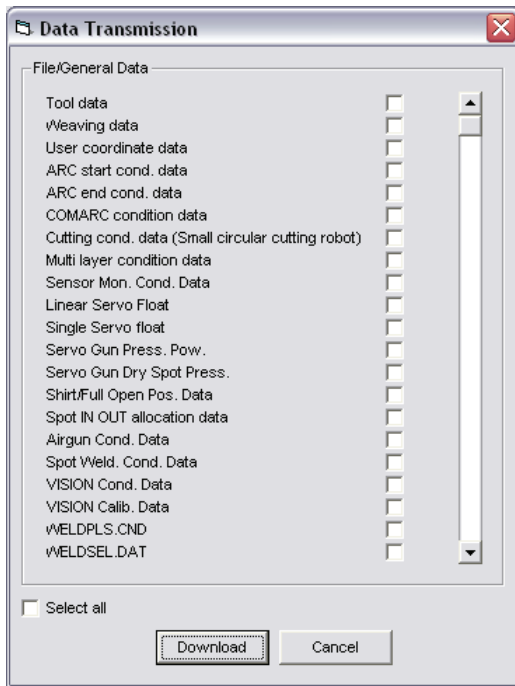 Data Transmission
File/General Data
Tool data
Weaving data
User coordinate data
ARC start cond. data
ARC end cond. data
COMARC condition data
Cutting cond. data (Small circular cutting robot)
Multi layer condition data
Sensor Mon. Cond. Data
Linear Servo Float
Single Servo float
Servo Gun Press. Pow.
Servo Gun Dry Spot Press.
Shirt/Full Open Pos. Data
Spot IN OUT allocation data
Airgun Cond. Data
Spot Weld. Cond. Data
VISION Cond. Data
VISION Calib. Data
WELDPLS.CND
WELDSEL.DAT
Select all
Download Cancel